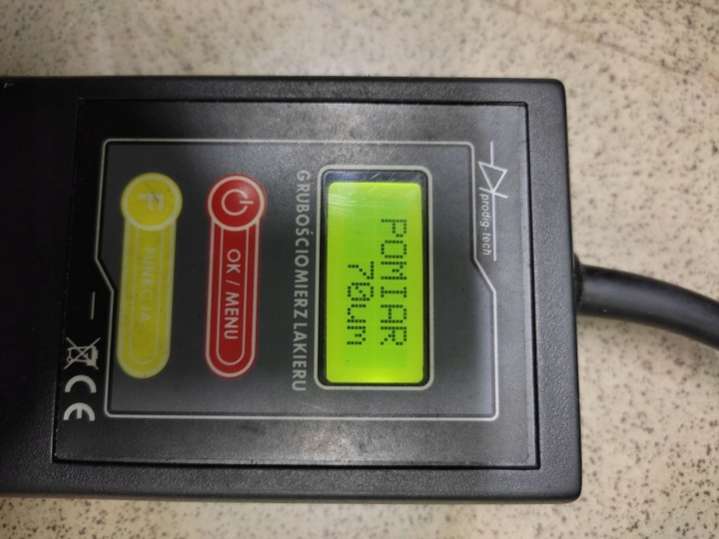 prodig-tech
POMIAR
70um
GRUBOŚCIOMIERZ LAKIERU
OK / MENU
F
FUNKCJA
CE